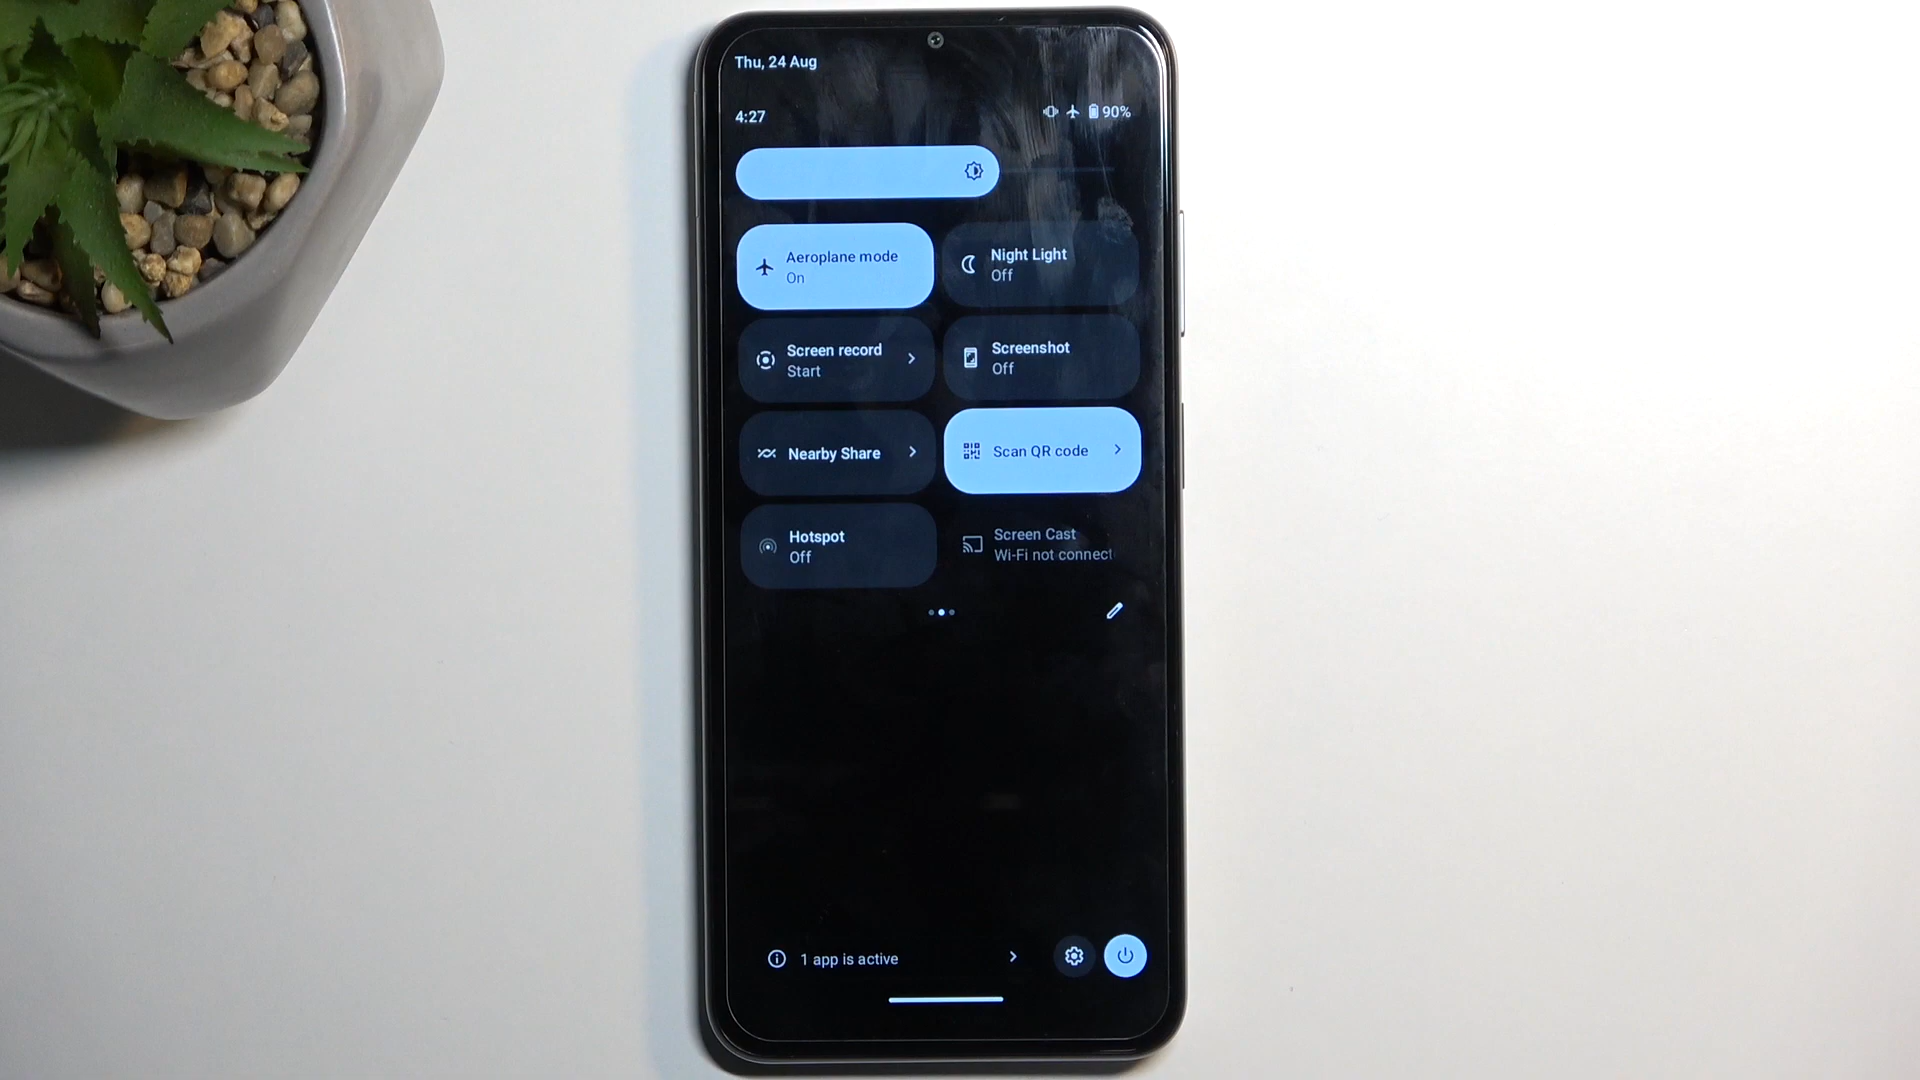 Thu, 24 Aug
4:27
90%
Aeroplane mode
On
Night Light
Off
Screen record
Start
Screenshot
Off
Nearby Share
Scan QR code
Hotspot
Off
Screen Cast
Wi-Fi not connect
1 app is active